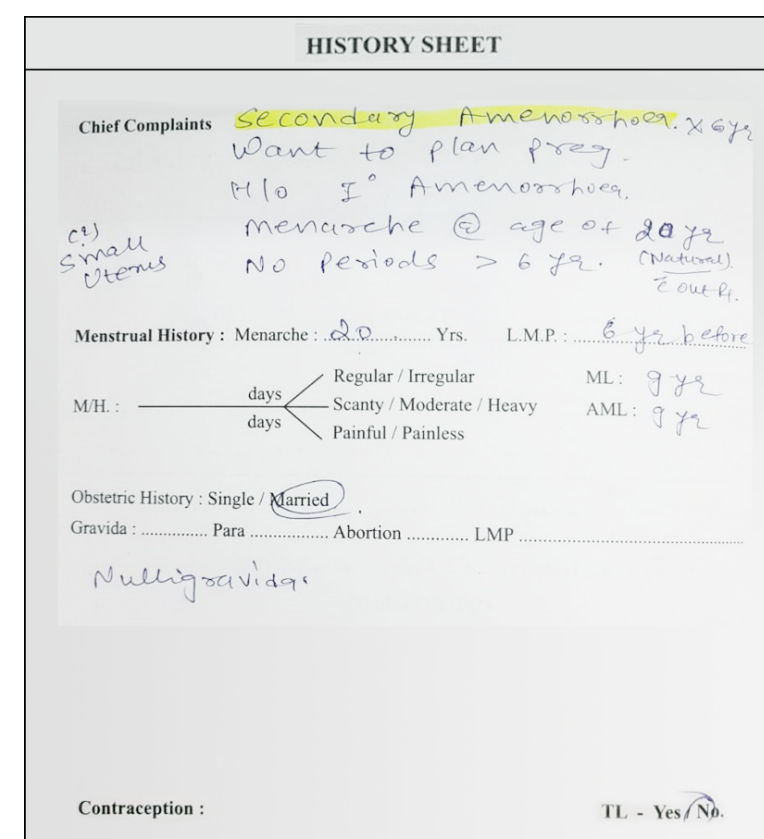 HISTORY SHEET
Chief Complaints Secondary Amenorrhoea. X 6yr
Want to plan preg.
H/o I° Amenorrhoea.
menarche @ age of 20 yr
(Natural).
c̄ out Rx.
No Periods > 6 yr.
Small
Uterus
Menstrual History : Menarche : 20 Yrs. L.M.P. : 6 yr before
M/H. : days
days
Regular / Irregular
Scanty / Moderate / Heavy
Painful / Painless
ML : 9 yr
AML : 9 yr
Obstetric History : Single / Married
Gravida : .............. Para .................. Abortion ............ LMP ..................................................
Nulligravida.
Contraception :
TL - Yes / No.